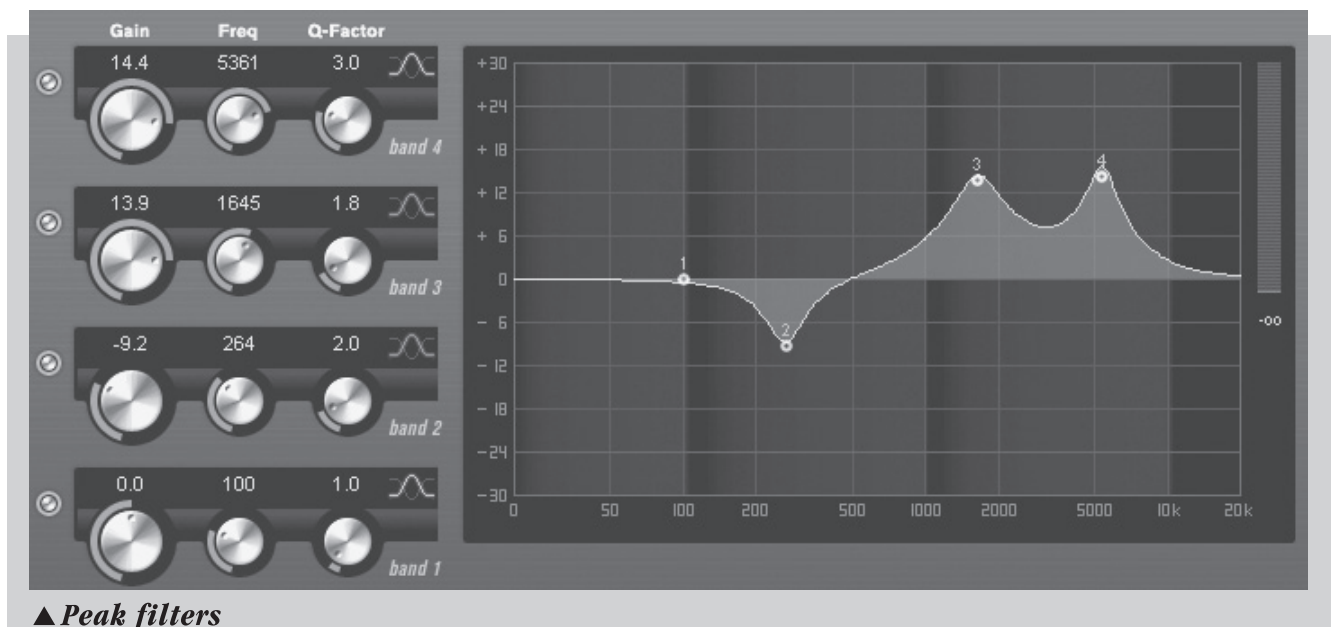 Gain Freq Q-Factor
14.4 5361 3.0
band 4
13.9 1645 1.8
band 3
-9.2 264 2.0
band 2
0.0 100 1.0
band 1
+30
+24
+18
+12
+6
0
-6
-12
-18
-24
-30
1
2
3
4
0 50 100 200 500 1000 2000 5000 10k 20k
-oo
▲ Peak filters